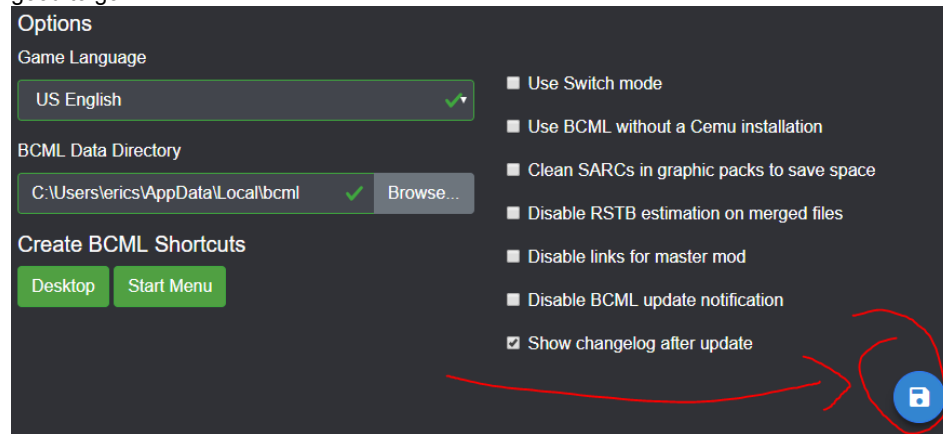 Options
Game Language
US English
BCML Data Directory
C:\Users\erics\AppData\Local\bcml
Browse...
Create BCML Shortcuts
Desktop
Start Menu
Use Switch mode
Use BCML without a Cemu installation
Clean SARCs in graphic packs to save space
Disable RSTB estimation on merged files
Disable links for master mod
Disable BCML update notification
Show changelog after update